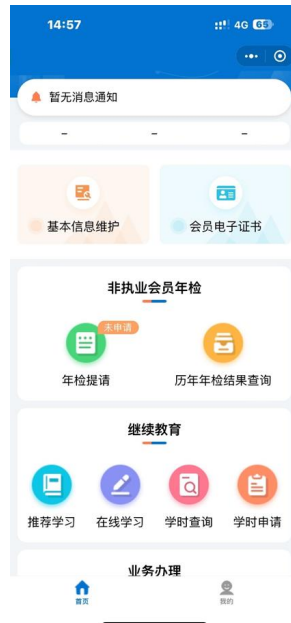 14:57
4G 65
暂无消息通知
– – –
基本信息维护 会员电子证书
非执业会员年检
未申请
年检提请 历年年检结果查询
继续教育
推荐学习 在线学习 学时查询 学时申请
业务办理
首页 我的